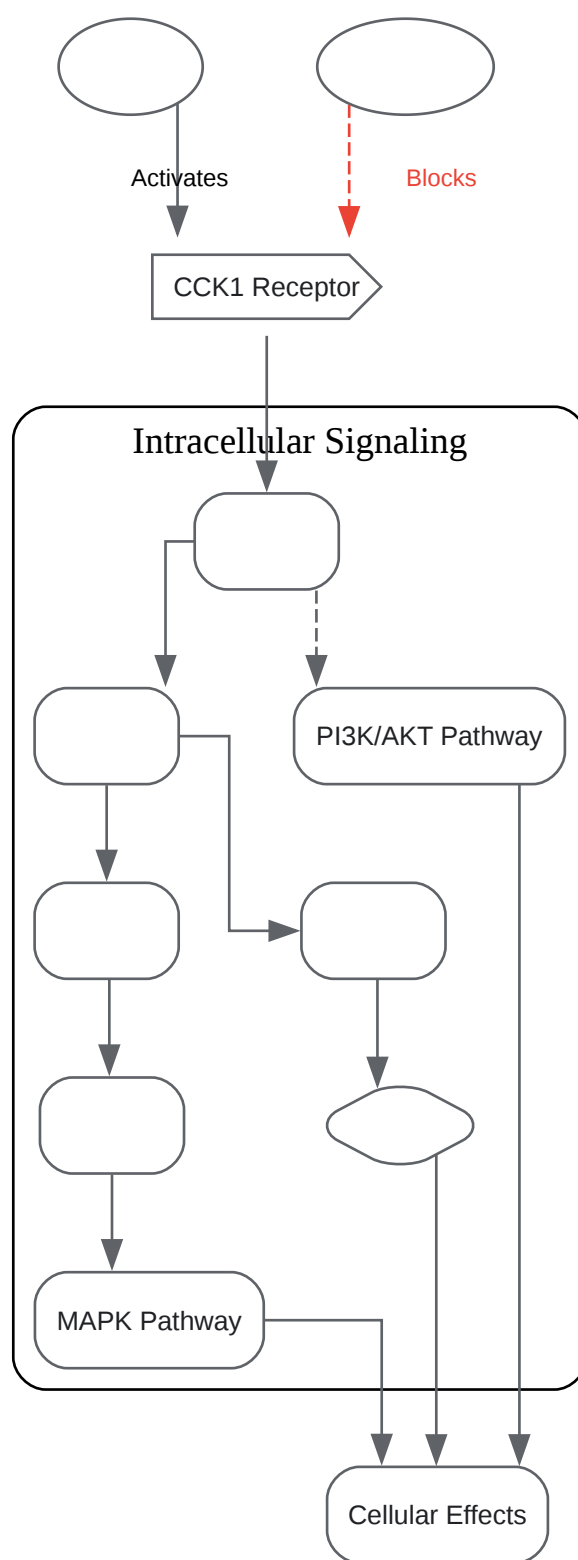 Activates
Blocks
CCK1 Receptor
Intracellular Signaling
PI3K/AKT Pathway
MAPK Pathway
Cellular Effects